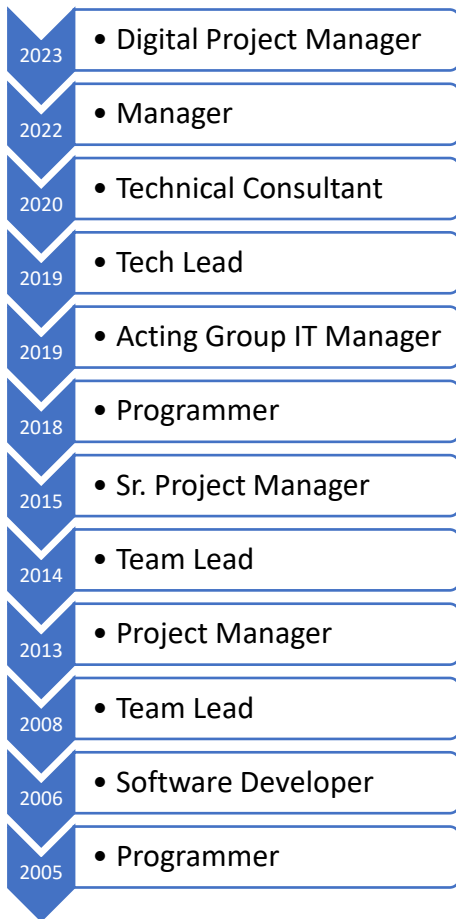 2023
• Digital Project Manager
2022
• Manager
2020
• Technical Consultant
2019
• Tech Lead
2019
• Acting Group IT Manager
2018
• Programmer
2015
• Sr. Project Manager
2014
• Team Lead
2013
• Project Manager
2008
• Team Lead
2006
• Software Developer
2005
• Programmer